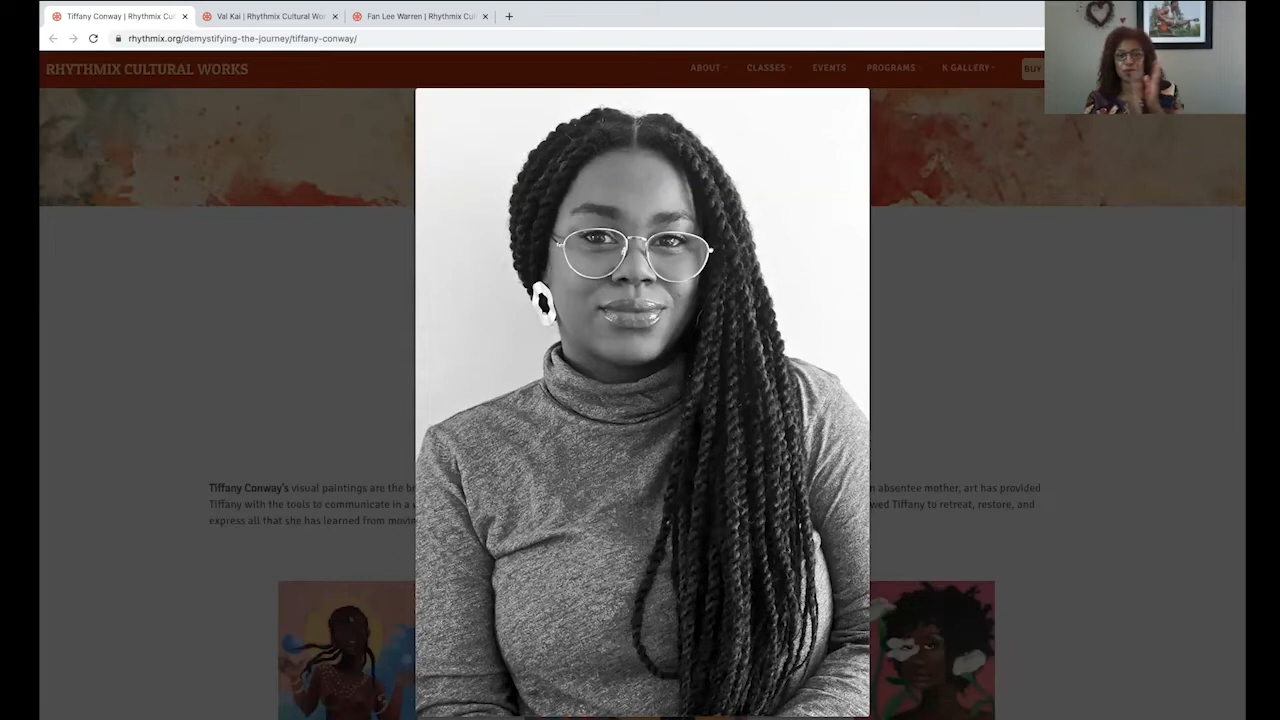 Tiffany Conway | Rhythmix Cul
Val Kai | Rhythmix Cultural Wor
Fan Lee Warren | Rhythmix Cul
rhythmix.org/demystifying-the-journey/tiffany-conway/
RHYTHMIX CULTURAL WORKS
ABOUT CLASSES EVENTS PROGRAMS K GALLERY BUY
Tiffany Conway's visual paintings are the b n absentee mother, art has provided
Tiffany with the tools to communicate in a wed Tiffany to retreat, restore, and
express all that she has learned from movin